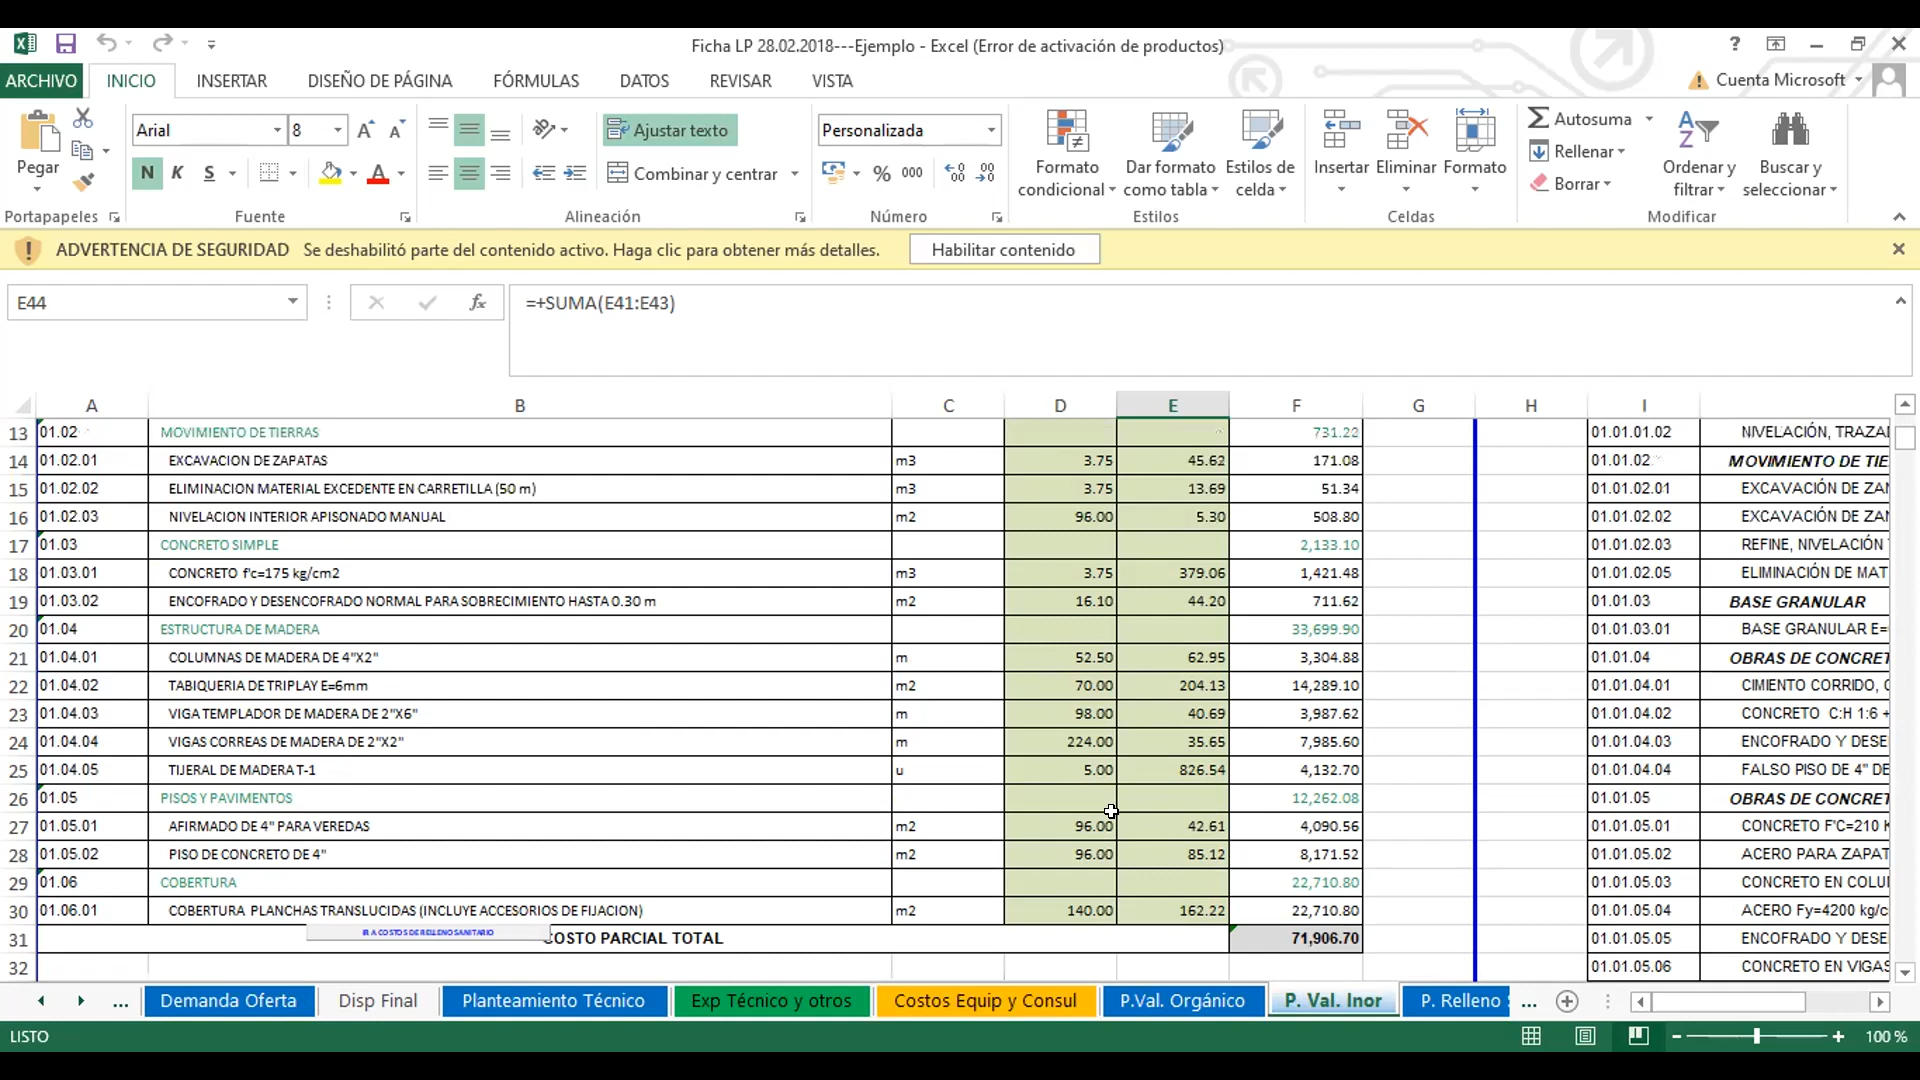 Ficha LP 28.02.2018---Ejemplo - Excel (Error de activación de productos)
ARCHIVO INICIO INSERTAR DISEÑO DE PÁGINA FÓRMULAS DATOS REVISAR VISTA Cuenta Microsoft
Arial 8 Ajustar texto Personalizada Autosuma
Pegar N K S Combinar y centrar % 000 Formato condicional Dar formato como tabla Estilos de celda Insertar Eliminar Formato Rellenar Borrar Ordenar y filtrar Buscar y seleccionar
Portapapeles Fuente Alineación Número Estilos Celdas Modificar
ADVERTENCIA DE SEGURIDAD Se deshabilitó parte del contenido activo. Haga clic para obtener más detalles. Habilitar contenido
E44 fx =+SUMA(E41:E43)
A B C D E F G H I
13 01.02 MOVIMIENTO DE TIERRAS 731.22 01.01.01.02 NIVELACIÓN, TRAZA
14 01.02.01 EXCAVACION DE ZAPATAS m3 3.75 45.62 171.08 01.01.02 MOVIMIENTO DE TIE
15 01.02.02 ELIMINACION MATERIAL EXCEDENTE EN CARRETILLA (50 m) m3 3.75 13.69 51.34 01.01.02.01 EXCAVACIÓN DE ZA
16 01.02.03 NIVELACION INTERIOR APISONADO MANUAL m2 96.00 5.30 508.80 01.01.02.02 EXCAVACIÓN DE ZA
17 01.03 CONCRETO SIMPLE 2,133.10 01.01.02.03 REFINE, NIVELACIÓN
18 01.03.01 CONCRETO f'c=175 kg/cm2 m3 3.75 379.06 1,421.48 01.01.02.05 ELIMINACIÓN DE MAT
19 01.03.02 ENCOFRADO Y DESENCOFRADO NORMAL PARA SOBRECIMIENTO HASTA 0.30 m m2 16.10 44.20 711.62 01.01.03 BASE GRANULAR
20 01.04 ESTRUCTURA DE MADERA 33,699.90 01.01.03.01 BASE GRANULAR E=
21 01.04.01 COLUMNAS DE MADERA DE 4"X2" m 52.50 62.95 3,304.88 01.01.04 OBRAS DE CONCRET
22 01.04.02 TABIQUERIA DE TRIPLAY E=6mm m2 70.00 204.13 14,289.10 01.01.04.01 CIMIENTO CORRIDO,
23 01.04.03 VIGA TEMPLADOR DE MADERA DE 2"X6" m 98.00 40.69 3,987.62 01.01.04.02 CONCRETO C:H 1:6 +
24 01.04.04 VIGAS CORREAS DE MADERA DE 2"X2" m 224.00 35.65 7,985.60 01.01.04.03 ENCOFRADO Y DESE
25 01.04.05 TIJERAL DE MADERA T-1 u 5.00 826.54 4,132.70 01.01.04.04 FALSO PISO DE 4" DE
26 01.05 PISOS Y PAVIMENTOS 12,262.08 01.01.05 OBRAS DE CONCRET
27 01.05.01 AFIRMADO DE 4" PARA VEREDAS m2 96.00 42.61 4,090.56 01.01.05.01 CONCRETO F'C=210 K
28 01.05.02 PISO DE CONCRETO DE 4" m2 96.00 85.12 8,171.52 01.01.05.02 ACERO PARA ZAPAT
29 01.06 COBERTURA 22,710.80 01.01.05.03 CONCRETO EN COLU
30 01.06.01 COBERTURA PLANCHAS TRANSLUCIDAS (INCLUYE ACCESORIOS DE FIJACION) m2 140.00 162.22 22,710.80 01.01.05.04 ACERO Fy=4200 kg/c
31 IR A COSTOS DE RELLENO SANITARIO COSTO PARCIAL TOTAL 71,906.70 01.01.05.05 ENCOFRADO Y DESE
32 01.01.05.06 CONCRETO EN VIGAS
... Demanda Oferta Disp Final Planteamiento Técnico Exp Técnico y otros Costos Equip y Consul P.Val. Orgánico P. Val. Inor P. Relleno ...
LISTO 100 %